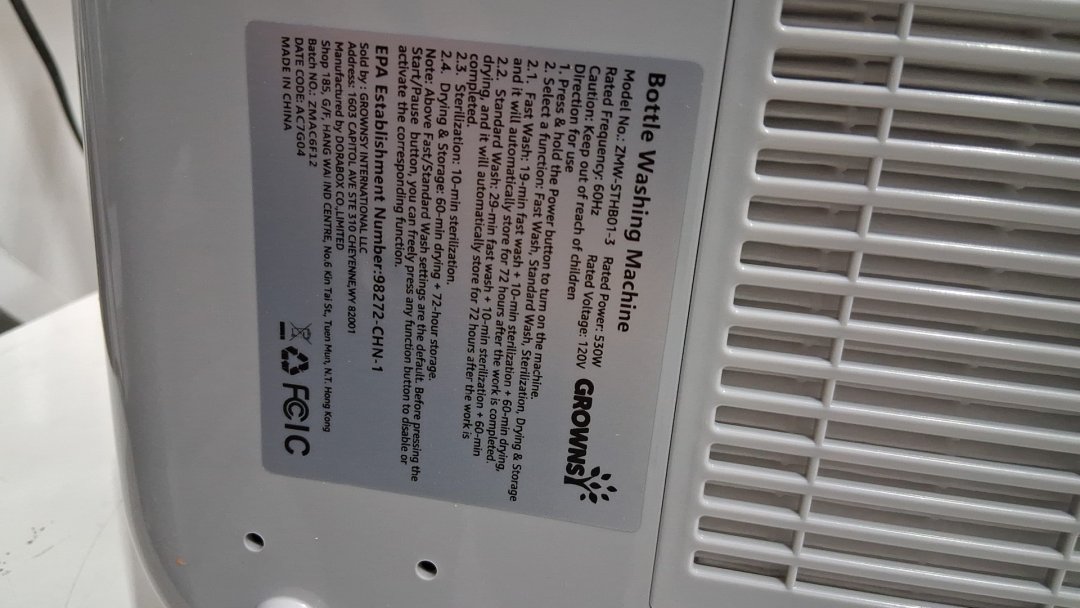 Bottle Washing Machine
Model No.: ZMW-STHB01-3 Rated Power: 530W
Rated Frequency: 60Hz Rated Voltage: 120V
Caution: Keep out of reach of children
Direction for use
1. Press & hold the Power button to turn on the machine.
2. Select a function: Fast Wash, Standard Wash, Sterilization, Drying & Storage
2.1. Fast Wash: 19-min fast wash + 10-min sterilization + 60-min drying,
and it will automatically store for 72 hours after the work is completed.
2.2. Standard Wash: 29-min fast wash + 10-min sterilization + 60-min
drying, and it will automatically store for 72 hours after the work is
completed.
2.3. Sterilization: 10-min sterilization.
2.4. Drying & Storage: 60-min drying + 72-hour storage.
Note: Above Fast/Standard Wash settings are the default. Before pressing the
Start/Pause button, you can freely press any function button to disable or
activate the corresponding function.
EPA Establishment Number:98272-CHN-1
Sold by : GROWNSY INTERNATIONAL LLC
Address: 1603 CAPITOL AVE STE 310 CHEYENNE,WY 82001
Manufactured by DORABOX CO.,LIMITED
Shop 185, G/F, HANG WAI IND CENTRE, No.6 Kin Tai St., Tuen Mun, N.T. Hong Kong
Batch NO.: ZMAC6F12
DATE CODE: AC7G04
MADE IN CHINA
GROWNSY
FC IC